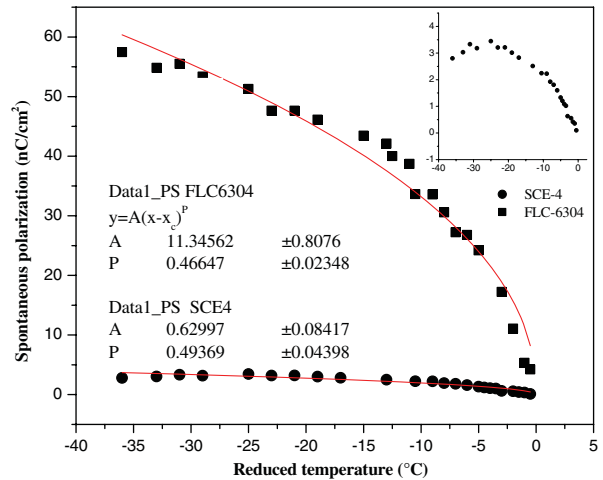 Spontaneous polarization (nC/cm²)
70
60
50
40
30
20
10
0
-10
4
3
2
1
0
-1
-40 -30 -20 -10 0
SCE-4
FLC-6304
Data1_PS FLC6304
y=A(x-x_c)^P
A 11.34562 ±0.8076
P 0.46647 ±0.02348
Data1_PS SCE4
A 0.62997 ±0.08417
P 0.49369 ±0.04398
-40 -35 -30 -25 -20 -15 -10 -5 0 5
Reduced temperature (°C)